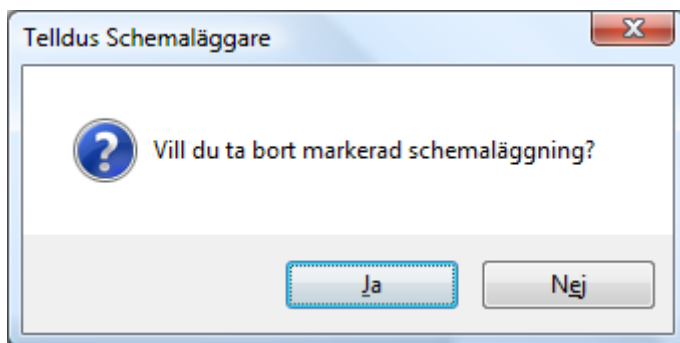 Telldus Schemaläggare
Vill du ta bort markerad schemaläggning?
Ja
Nej